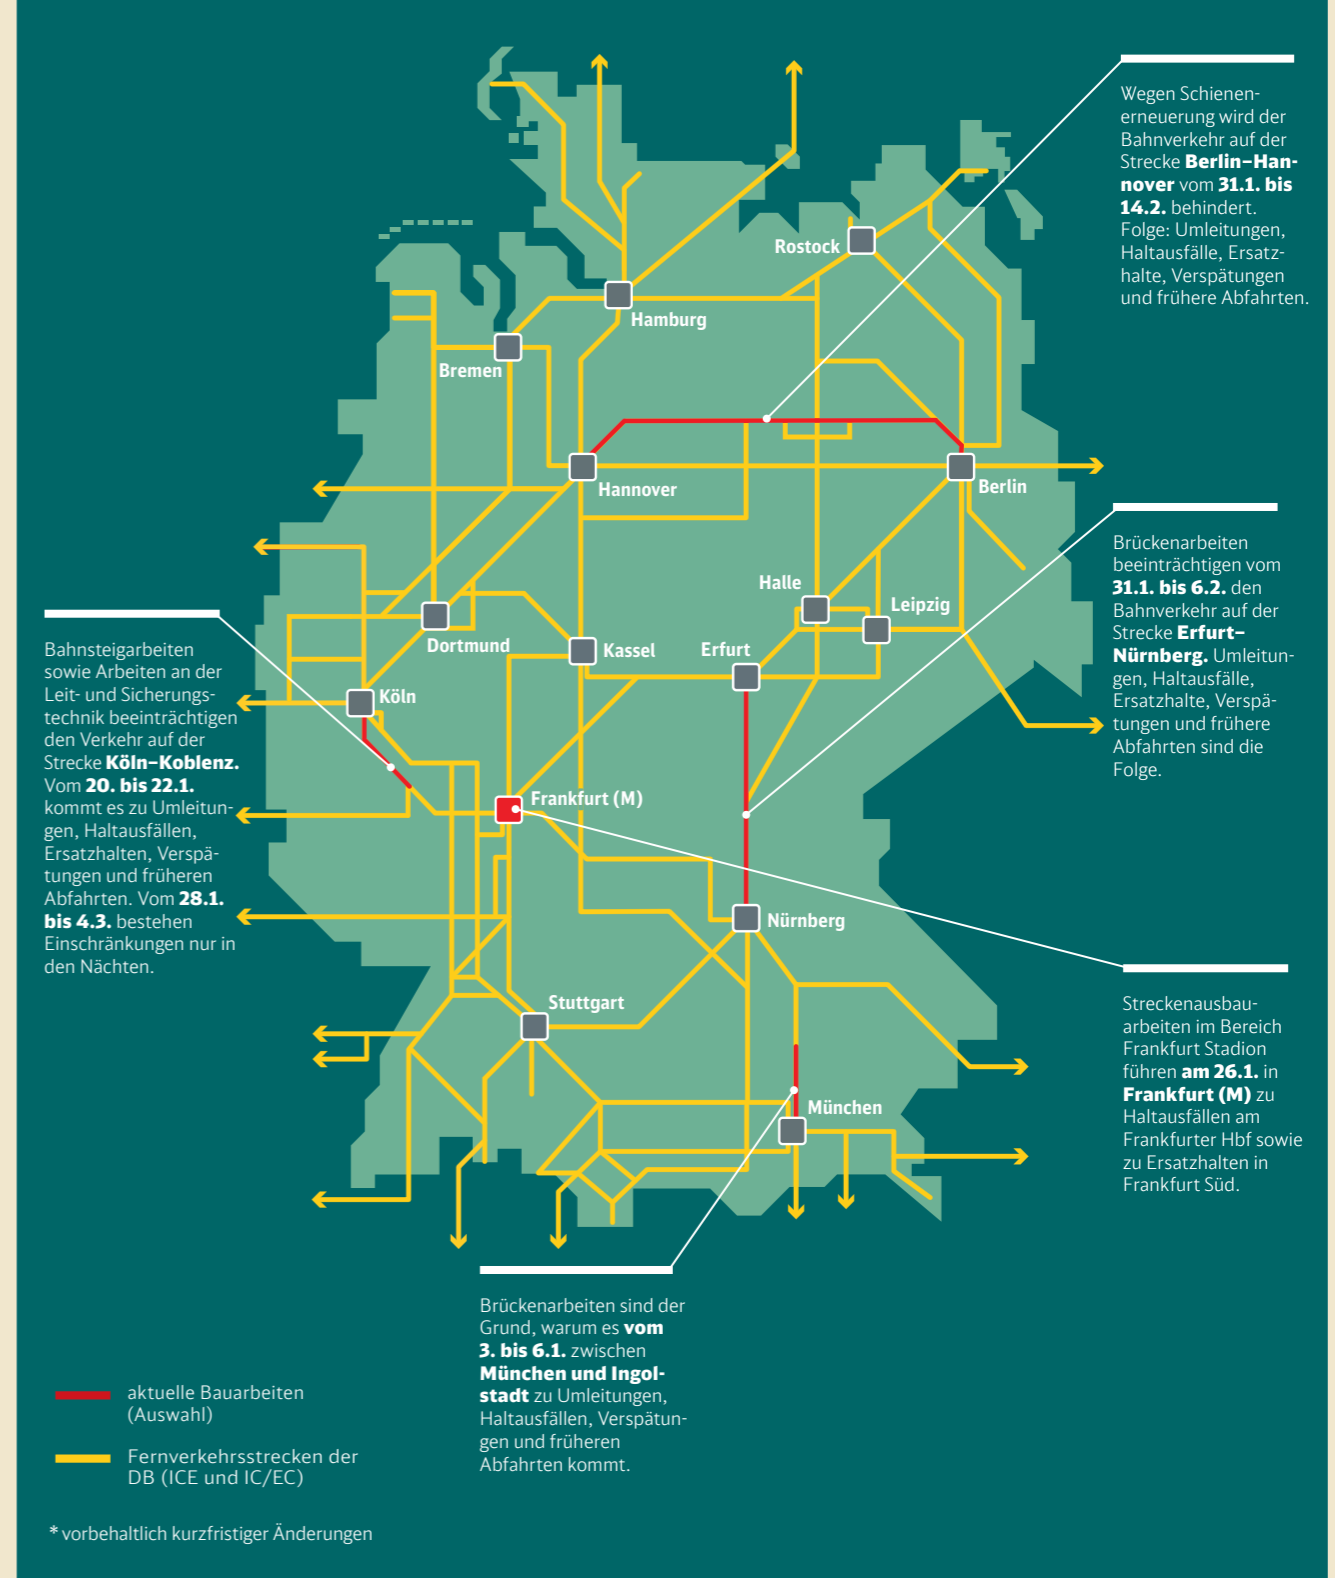 Wegen Schienen-
erneuerung wird der
Bahnverkehr auf der
Strecke Berlin–Han-
nover vom 31.1. bis
14.2. behindert.
Folge: Umleitungen,
Haltausfälle, Ersatz-
halte, Verspätungen
und frühere Abfahrten.
Rostock
Hamburg
Bremen
Hannover
Berlin
Brückenarbeiten
beeinträchtigen vom
31.1. bis 6.2. den
Bahnverkehr auf der
Strecke Erfurt–
Nürnberg. Umleitun-
gen, Haltausfälle,
Ersatzhalte, Verspä-
tungen und frühere
Abfahrten sind die
Folge.
Halle
Leipzig
Dortmund
Kassel
Erfurt
Köln
Bahnsteigarbeiten
sowie Arbeiten an der
Leit- und Sicherungs-
technik beeinträchtigen
den Verkehr auf der
Strecke Köln–Koblenz.
Vom 20. bis 22.1.
kommt es zu Umleitun-
gen, Haltausfällen,
Ersatzhalten, Verspä-
tungen und früheren
Abfahrten. Vom 28.1.
bis 4.3. bestehen
Einschränkungen nur in
den Nächten.
Frankfurt (M)
Nürnberg
Stuttgart
München
Streckenausbau-
arbeiten im Bereich
Frankfurt Stadion
führen am 26.1. in
Frankfurt (M) zu
Haltausfällen am
Frankfurter Hbf sowie
zu Ersatzhalten in
Frankfurt Süd.
Brückenarbeiten sind der
Grund, warum es vom
3. bis 6.1. zwischen
München und Ingol-
stadt zu Umleitungen,
Haltausfällen, Verspätun-
gen und früheren
Abfahrten kommt.
aktuelle Bauarbeiten
(Auswahl)
Fernverkehrsstrecken der
DB (ICE und IC/EC)
* vorbehaltlich kurzfristiger Änderungen